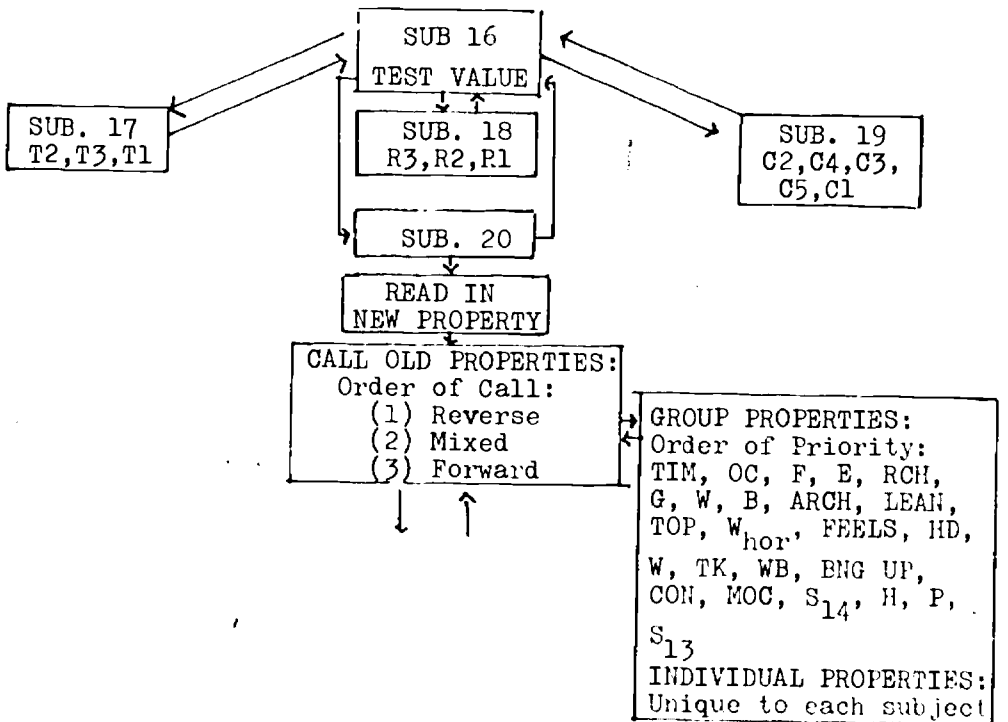 SUB 16
TEST VALUE
SUB. 17
T2,T3,T1
SUB. 18
R3,R2,R1
SUB. 19
C2,C4,C3,
C5,C1
SUB. 20
READ IN
NEW PROPERTY
CALL OLD PROPERTIES:
Order of Call:
(1) Reverse
(2) Mixed
(3) Forward
GROUP PROPERTIES:
Order of Priority:
TIM, OC, F, E, RCH,
G, W, B, ARCH, LEAN,
TOP, W_hor, FEELS, HD,
W, TK, WB, BNG UP,
CON, MOC, S_14, H, P,
S_13
INDIVIDUAL PROPERTIES:
Unique to each subject